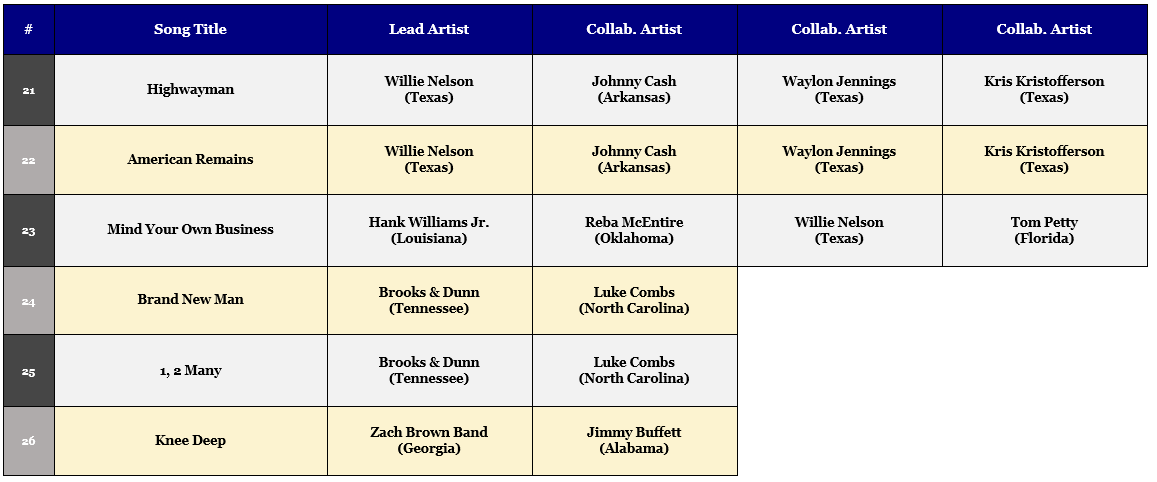 #
Song Title
Lead Artist
Collab. Artist
Collab. Artist
Collab. Artist
21
Highwayman
Willie Nelson
(Texas)
Johnny Cash
(Arkansas)
Waylon Jennings
(Texas)
Kris Kristofferson
(Texas)
22
American Remains
Willie Nelson
(Texas)
Johnny Cash
(Arkansas)
Waylon Jennings
(Texas)
Kris Kristofferson
(Texas)
23
Mind Your Own Business
Hank Williams Jr.
(Louisiana)
Reba McEntire
(Oklahoma)
Willie Nelson
(Texas)
Tom Petty
(Florida)
24
Brand New Man
Brooks & Dunn
(Tennessee)
Luke Combs
(North Carolina)
25
1, 2 Many
Brooks & Dunn
(Tennessee)
Luke Combs
(North Carolina)
26
Knee Deep
Zach Brown Band
(Georgia)
Jimmy Buffett
(Alabama)